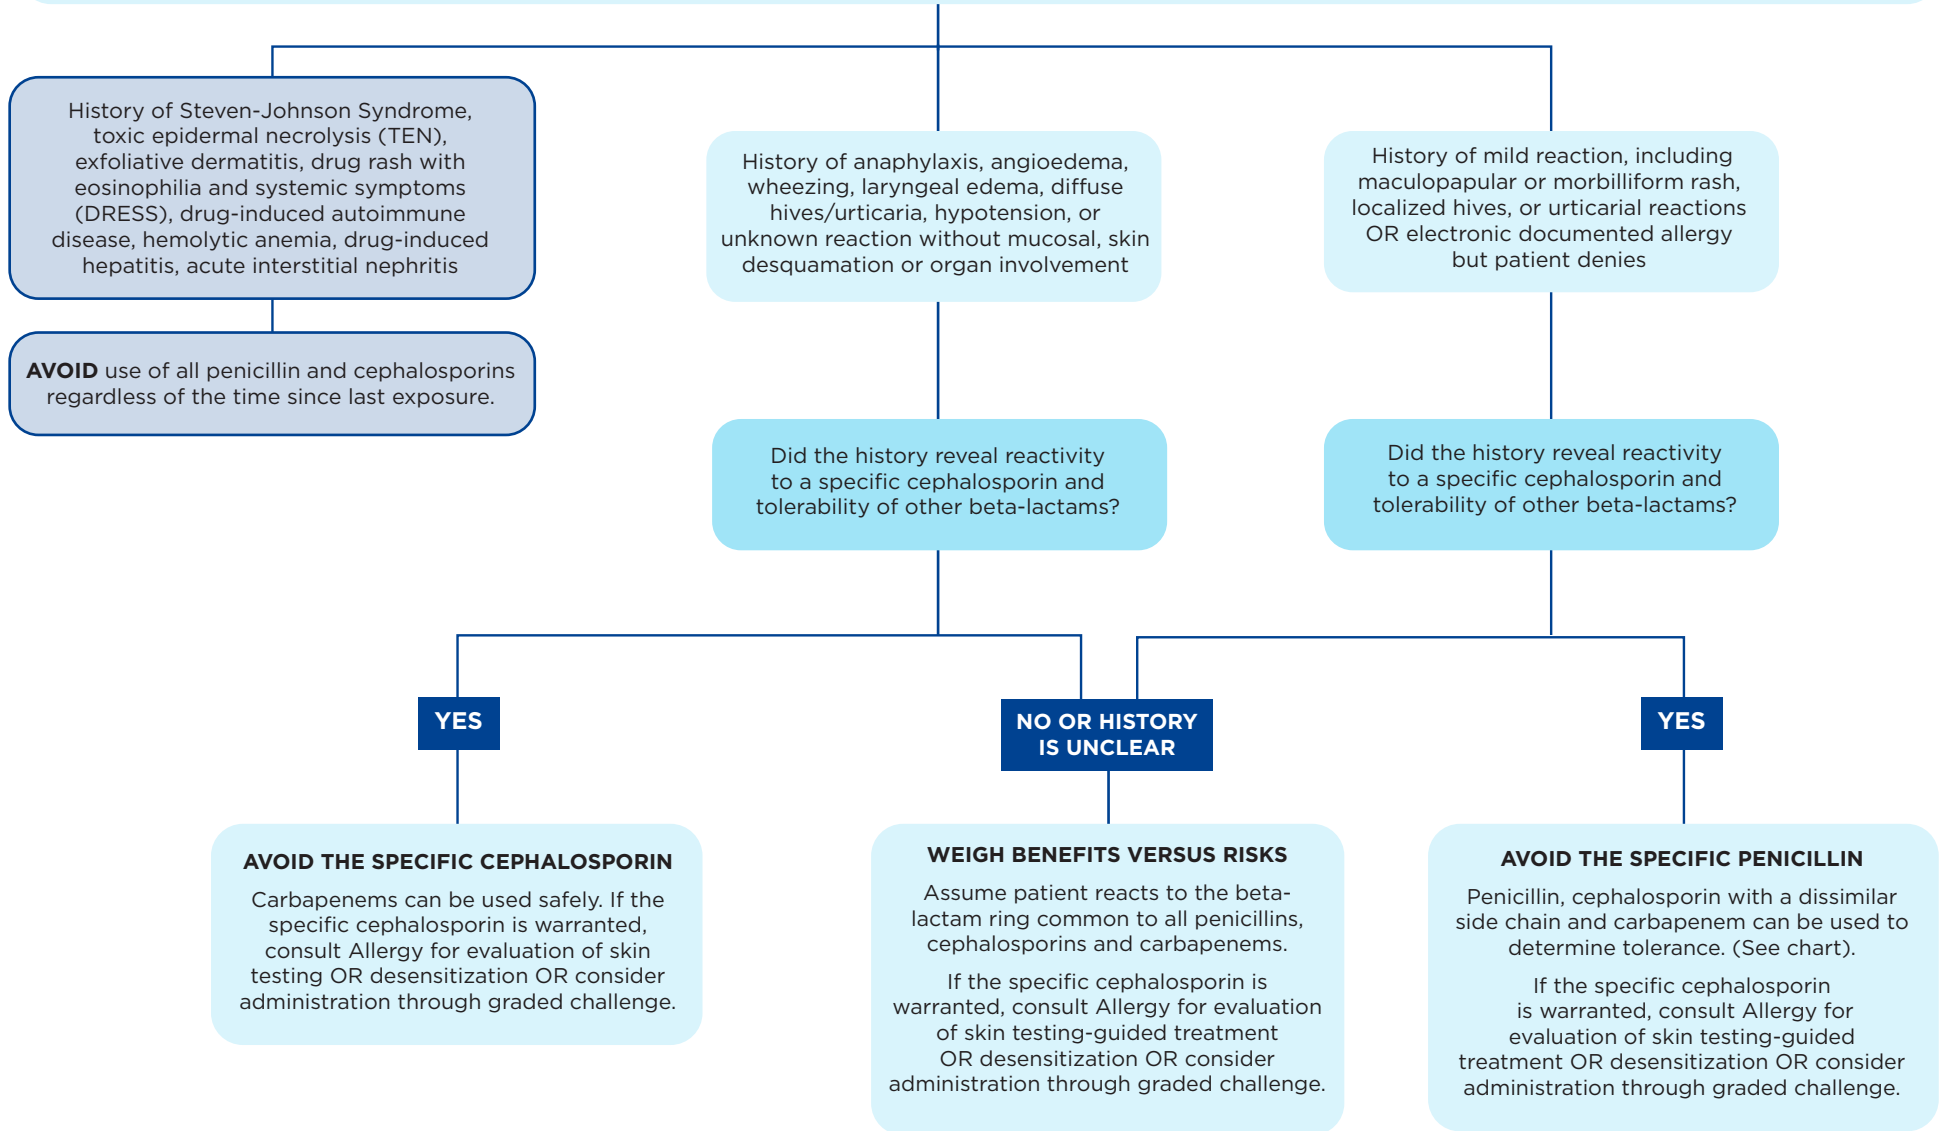 History of Steven-Johnson Syndrome,
toxic epidermal necrolysis (TEN),
exfoliative dermatitis, drug rash with
eosinophilia and systemic symptoms
(DRESS), drug-induced autoimmune
disease, hemolytic anemia, drug-induced
hepatitis, acute interstitial nephritis
AVOID use of all penicillin and cephalosporins
regardless of the time since last exposure.
History of anaphylaxis, angioedema,
wheezing, laryngeal edema, diffuse
hives/urticaria, hypotension, or
unknown reaction without mucosal, skin
desquamation or organ involvement
History of mild reaction, including
maculopapular or morbilliform rash,
localized hives, or urticarial reactions
OR electronic documented allergy
but patient denies
Did the history reveal reactivity
to a specific cephalosporin and
tolerability of other beta-lactams?
Did the history reveal reactivity
to a specific cephalosporin and
tolerability of other beta-lactams?
YES
NO OR HISTORY
IS UNCLEAR
YES
AVOID THE SPECIFIC CEPHALOSPORIN
Carbapenems can be used safely. If the
specific cephalosporin is warranted,
consult Allergy for evaluation of skin
testing OR desensitization OR consider
administration through graded challenge.
WEIGH BENEFITS VERSUS RISKS
Assume patient reacts to the beta-
lactam ring common to all penicillins,
cephalosporins and carbapenems.
If the specific cephalosporin is
warranted, consult Allergy for evaluation
of skin testing-guided treatment
OR desensitization OR consider
administration through graded challenge.
AVOID THE SPECIFIC PENICILLIN
Penicillin, cephalosporin with a dissimilar
side chain and carbapenem can be used to
determine tolerance. (See chart).
If the specific cephalosporin
is warranted, consult Allergy for
evaluation of skin testing-guided
treatment OR desensitization OR consider
administration through graded challenge.